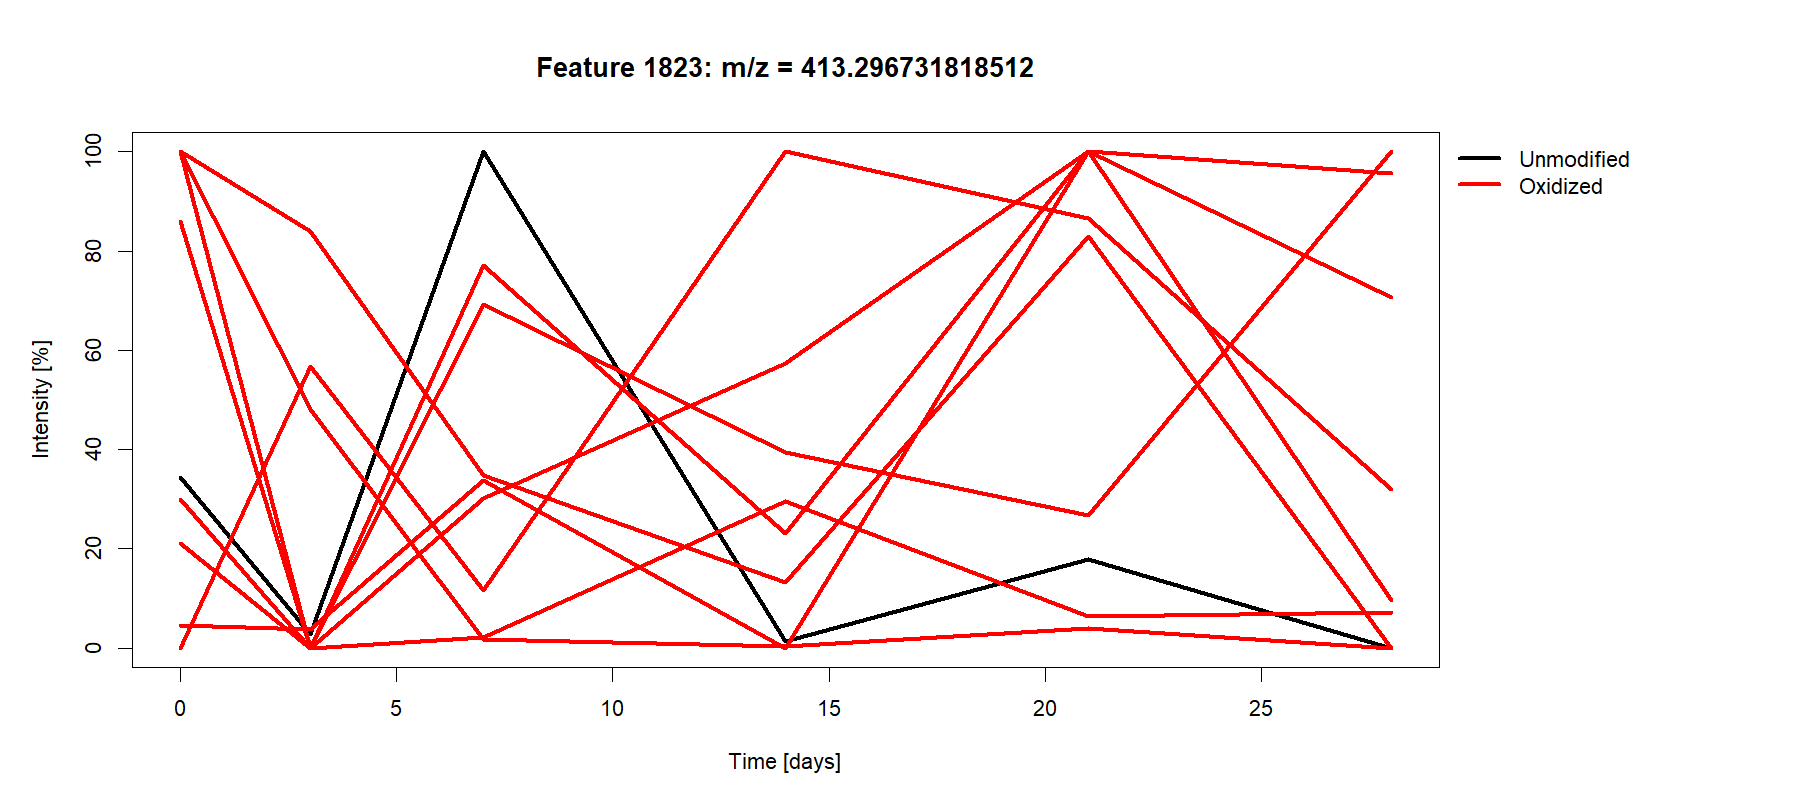 Feature 1823: m/z = 413.296731818512
Unmodified
Oxidized
Intensity [%]
100
80
60
40
20
0
0 5 10 15 20 25
Time [days]